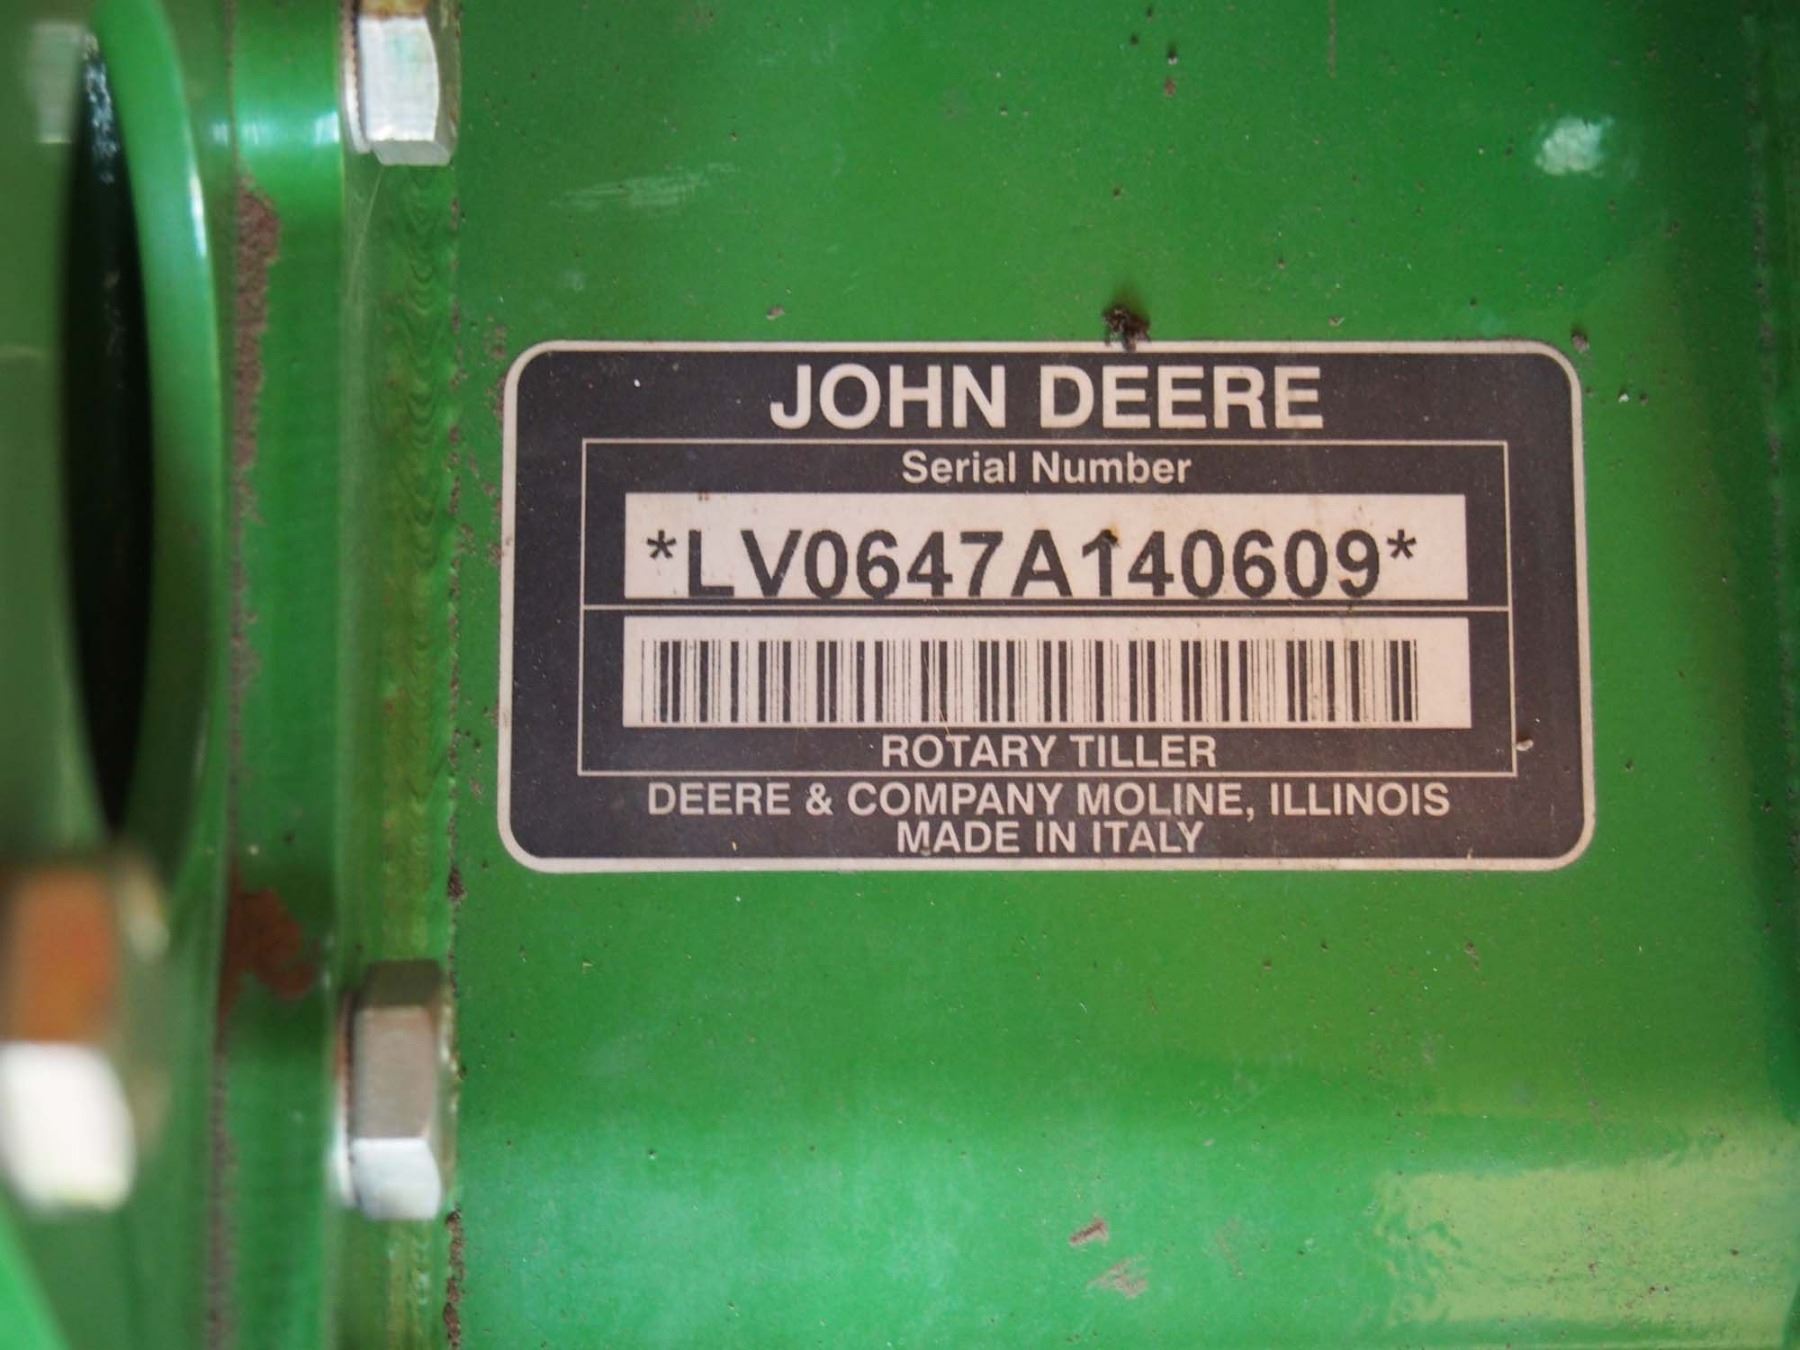 JOHN DEERE
Serial Number
*LV0647A140609*
ROTARY TILLER
DEERE & COMPANY MOLINE, ILLINOIS
MADE IN ITALY